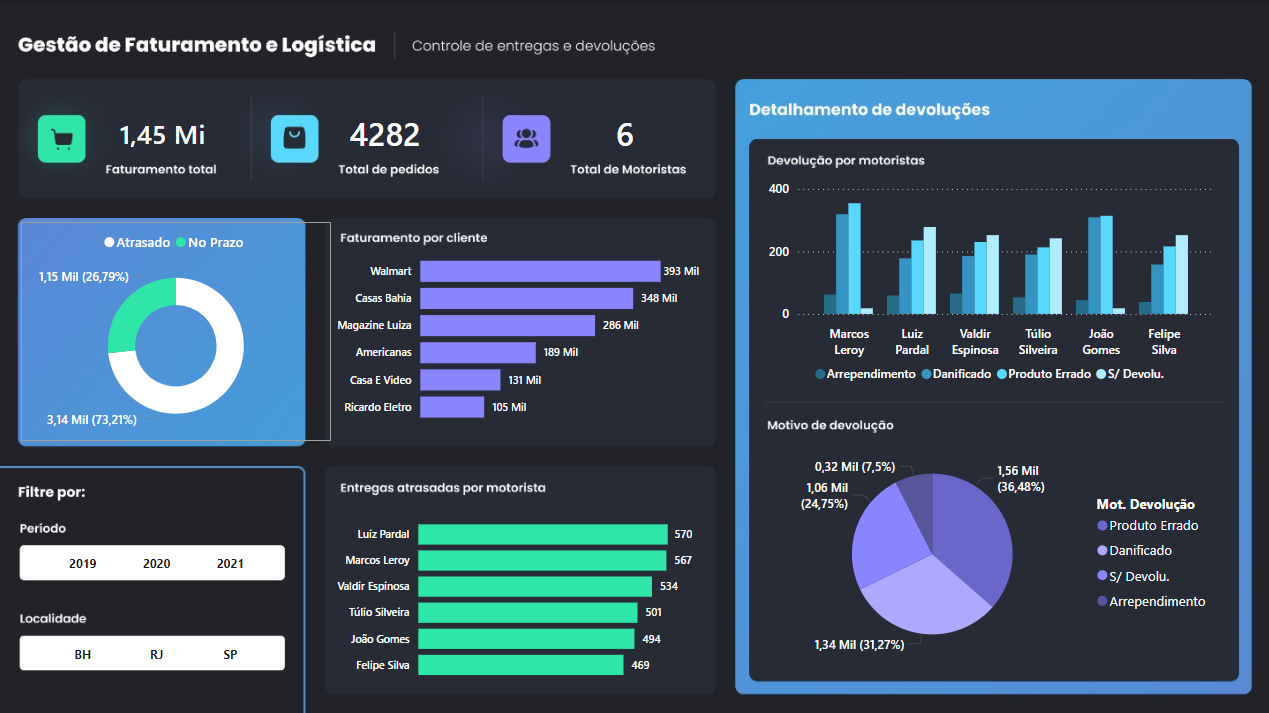 Gestão de Faturamento e Logística
Controle de entregas e devoluções
1,45 Mi
Faturamento total
4282
Total de pedidos
6
Total de Motoristas
Atrasado
No Prazo
1,15 Mil (26,79%)
3,14 Mil (73,21%)
Faturamento por cliente
Walmart
393 Mil
Casas Bahia
348 Mil
Magazine Luiza
286 Mil
Americanas
189 Mil
Casa E Video
131 Mil
Ricardo Eletro
105 Mil
Filtre por:
Período
2019
2020
2021
Localidade
BH
RJ
SP
Entregas atrasadas por motorista
Luiz Pardal
570
Marcos Leroy
567
Valdir Espinosa
534
Túlio Silveira
501
João Gomes
494
Felipe Silva
469
Detalhamento de devoluções
Devolução por motoristas
400
200
0
Marcos
Leroy
Luiz
Pardal
Valdir
Espinosa
Túlio
Silveira
João
Gomes
Felipe
Silva
Arrependimento
Danificado
Produto Errado
S/ Devolu.
Motivo de devolução
0,32 Mil (7,5%)
1,06 Mil
(24,75%)
1,56 Mil
(36,48%)
1,34 Mil (31,27%)
Mot. Devolução
Produto Errado
Danificado
S/ Devolu.
Arrependimento